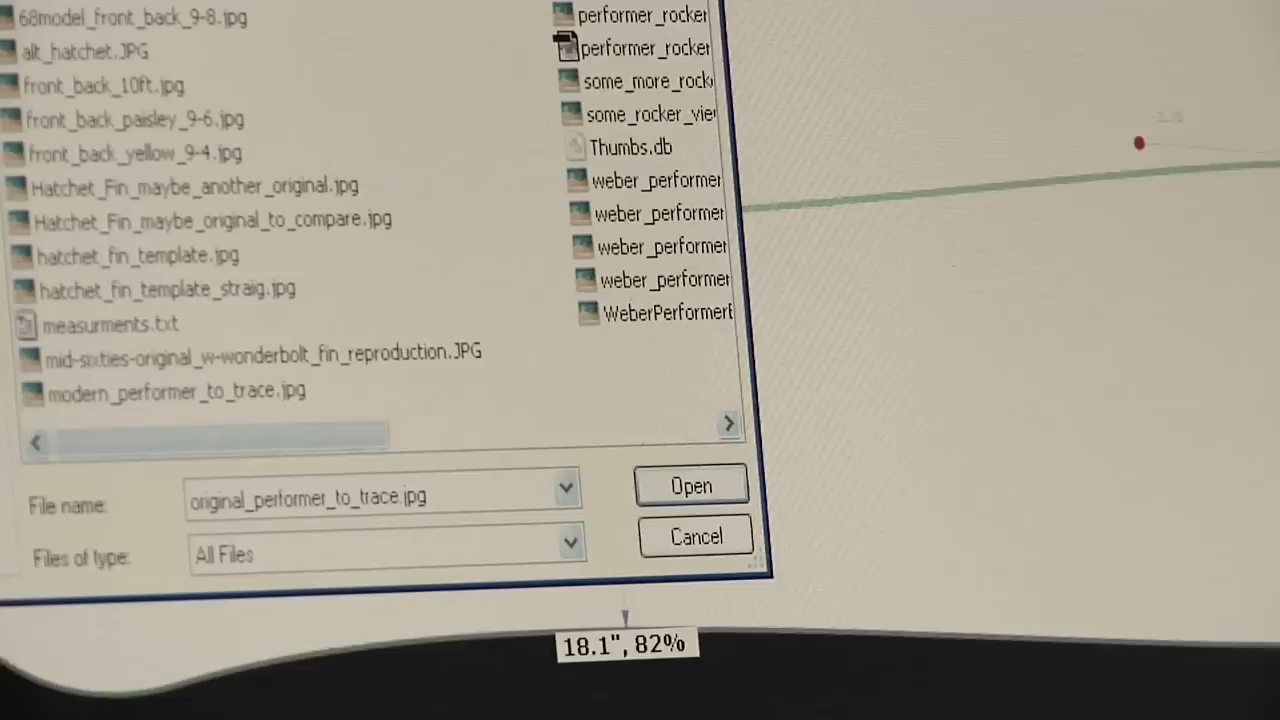 68model_front_back_9-8.jpg
alt_hatchet.JPG
front_back_10ft.jpg
front_back_paisley_9-6.jpg
front_back_yellow_9-4.jpg
Hatchet_Fin_maybe_another_original.jpg
Hatchet_Fin_maybe_original_to_compare.jpg
hatchet_fin_template.jpg
hatchet_fin_template_straig.jpg
measurments.txt
mid-sixties-original_w-wonderbolt_fin_reproduction.JPG
modern_performer_to_trace.jpg
performer_rocker
performer_rocker
some_more_rock
some_rocker_vie
Thumbs.db
weber_performer
weber_performer
weber_performer
weber_performer
WeberPerformer
File name:
original_performer_to_trace.jpg
Open
Files of type:
All Files
Cancel
18.1", 82%